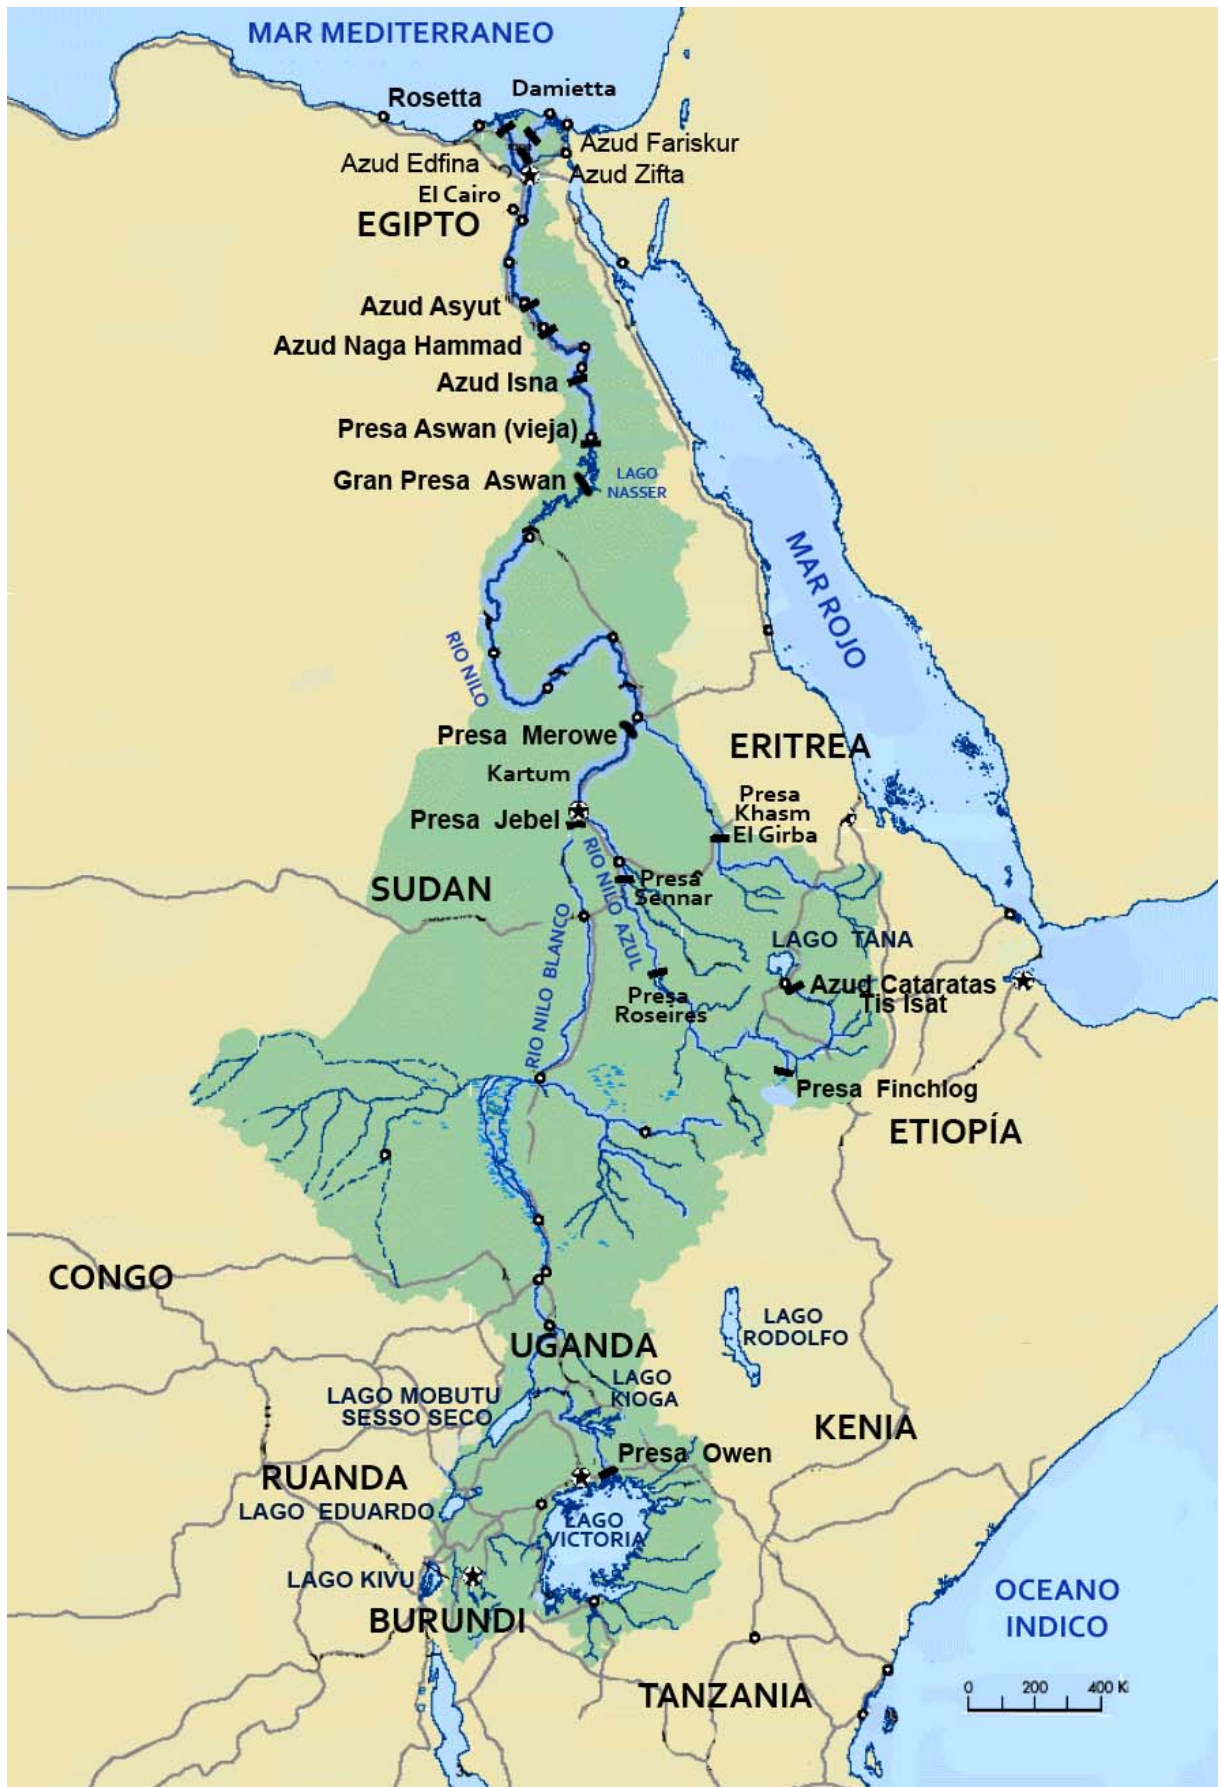 MAR MEDITERRANEO
Damietta
Rosetta
Azud Fariskur
Azud Edfina
Azud Zifta
El Cairo
EGIPTO
Azud Asyut
Azud Naga Hammad
Azud Isna
Presa Aswan (vieja)
Gran Presa Aswan
LAGO
NASSER
MAR ROJO
RIO NILO
Presa Merowe
ERITREA
Kartum
Presa
Khasm
El Girba
Presa Jebel
RIO NILO AZUL
SUDAN
Presa
Sennar
RIO NILO BLANCO
LAGO TANA
Azud Cataratas
Tis Isat
Presa
Roseires
Presa Finchlog
ETIOPÍA
CONGO
LAGO
RODOLFO
UGANDA
LAGO
KIOGA
LAGO MOBUTU
SESSO SECO
KENIA
Presa Owen
RUANDA
LAGO EDUARDO
LAGO
VICTORIA
LAGO KIVU
BURUNDI
OCEANO
INDICO
TANZANIA
0 200 400 Ki